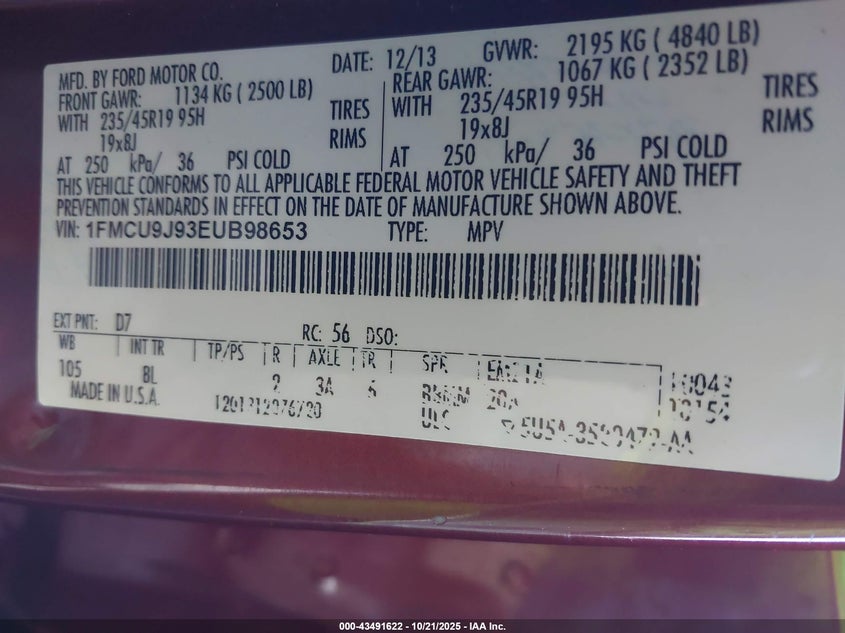 MFD. BY FORD MOTOR CO. DATE: 12/13 GVWR: 2195 KG ( 4840 LB)
FRONT GAWR: 1134 KG ( 2500 LB) REAR GAWR: 1067 KG ( 2352 LB)
WITH 235/45R19 95H TIRES WITH 235/45R19 95H TIRES
19x8J RIMS 19x8J RIMS
AT 250 kPa/ 36 PSI COLD AT 250 kPa/ 36 PSI COLD
THIS VEHICLE CONFORMS TO ALL APPLICABLE FEDERAL MOTOR VEHICLE SAFETY AND THEFT
PREVENTION STANDARDS IN EFFECT ON THE DATE OF MANUFACTURE SHOWN ABOVE.
VIN: 1FMCU9J93EUB98653 TYPE: MPV
EXT PNT: D7 RC: 56 DSO:
WB INT TR TP/PS R AXLE TR SPR
105 8L 2 3A 6 20A
MADE IN U.S.A. ULC
000-43491622 - 10/21/2025 - IAA Inc.